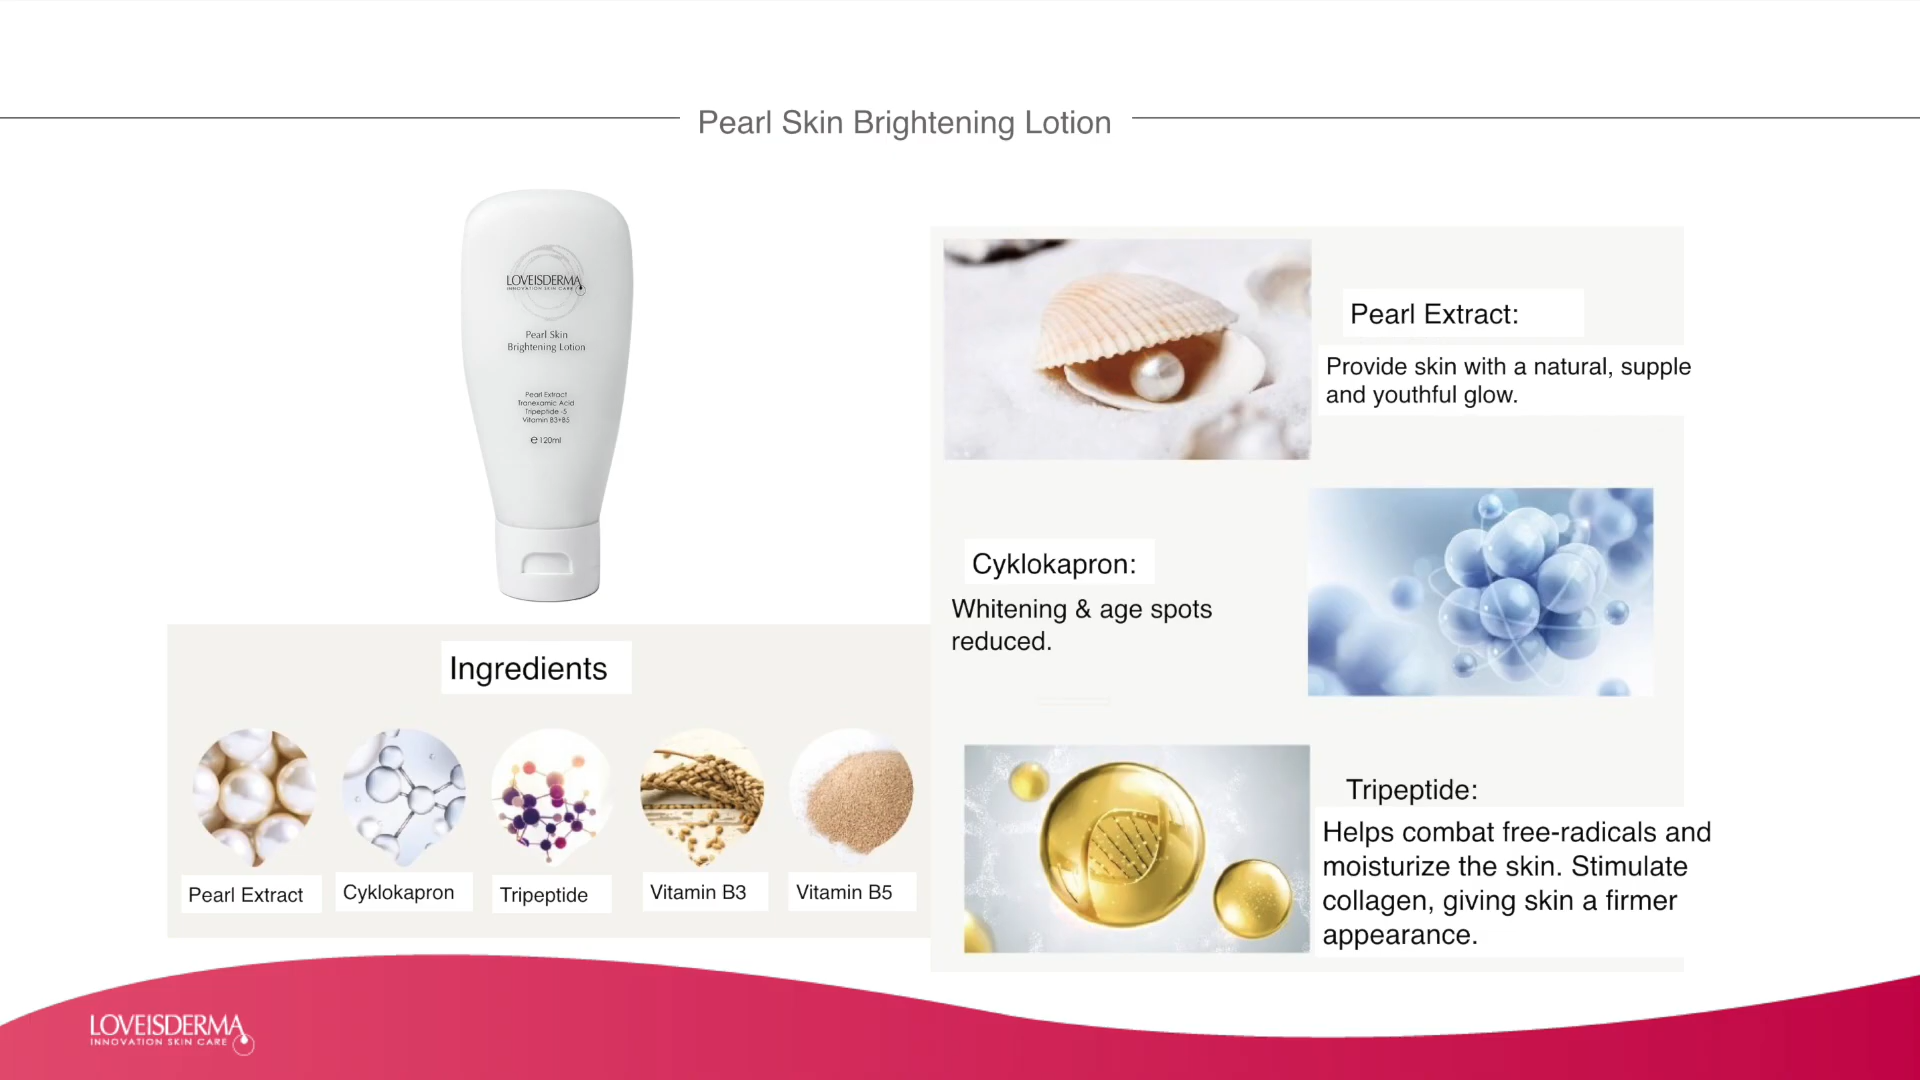 Pearl Skin Brightening Lotion
LOVEISDERMA
INNOVATION SKIN CARE
Pearl Skin
Brightening Lotion
Pearl Extract
Tranexamic Acid
Tripeptide -5
Vitamin B3+B5
e 120ml
Ingredients
Pearl Extract
Cyklokapron
Tripeptide
Vitamin B3
Vitamin B5
Pearl Extract:
Provide skin with a natural, supple
and youthful glow.
Cyklokapron:
Whitening & age spots
reduced.
Tripeptide:
Helps combat free-radicals and
moisturize the skin. Stimulate
collagen, giving skin a firmer
appearance.
LOVEISDERMA
INNOVATION SKIN CARE